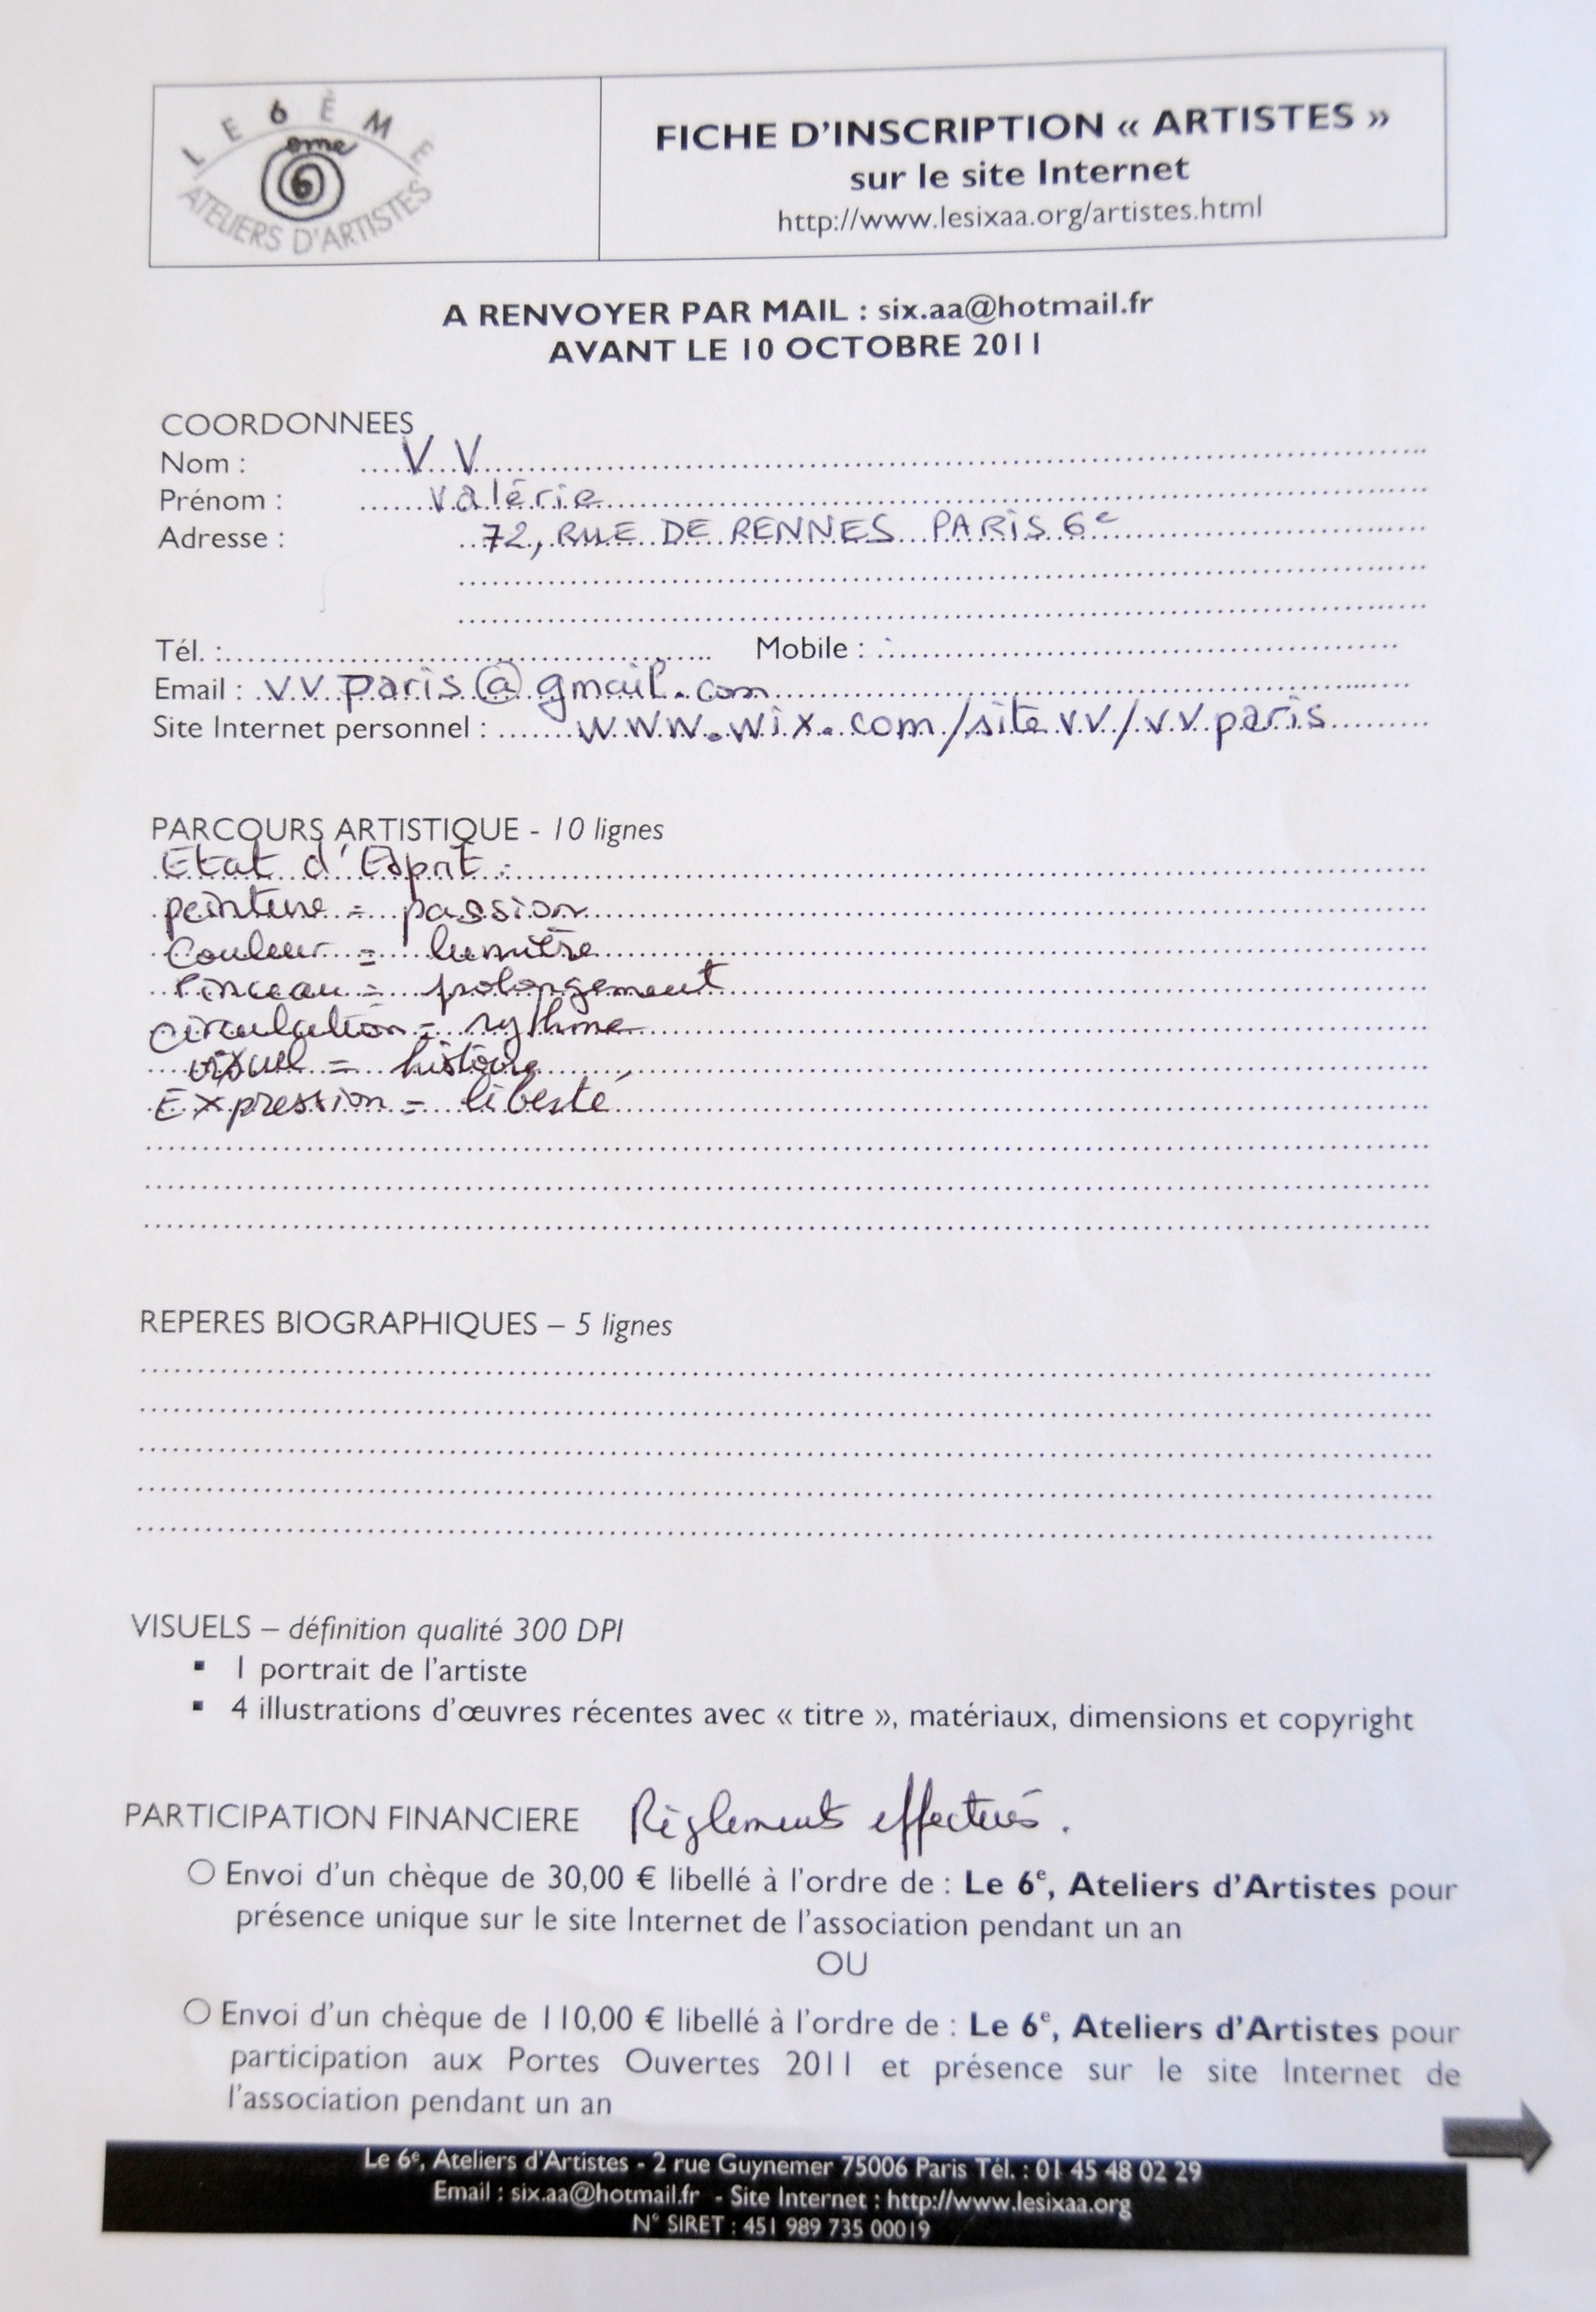 LE 6ÈME
eme
6
ATELIERS D'ARTISTES
FICHE D'INSCRIPTION « ARTISTES »
sur le site Internet
http://www.lesixaa.org/artistes.html
A RENVOYER PAR MAIL : six.aa@hotmail.fr
AVANT LE 10 OCTOBRE 2011
COORDONNEES
Nom : V V
Prénom : Valérie
Adresse : 72, RUE DE RENNES PARIS 6e
Tél. : Mobile :
Email : vvparis@gmail.com
Site Internet personnel : www.wix.com/sitevv/vvparis
PARCOURS ARTISTIQUE - 10 lignes
Etat d'Esprit :
peinture = passion
Couleur = lumière
Pinceau = prolongement
circulation = rythme
visuel = histoire
Expression = liberté
REPERES BIOGRAPHIQUES – 5 lignes
VISUELS – définition qualité 300 DPI
▪ 1 portrait de l'artiste
▪ 4 illustrations d'œuvres récentes avec « titre », matériaux, dimensions et copyright
PARTICIPATION FINANCIERE Règlements effectués.
○ Envoi d'un chèque de 30,00 € libellé à l'ordre de : Le 6e, Ateliers d'Artistes pour
présence unique sur le site Internet de l'association pendant un an
OU
○ Envoi d'un chèque de 110,00 € libellé à l'ordre de : Le 6e, Ateliers d'Artistes pour
participation aux Portes Ouvertes 2011 et présence sur le site Internet de
l'association pendant un an
Le 6e, Ateliers d'Artistes - 2 rue Guynemer 75006 Paris Tél. : 01 45 48 02 29
Email : six.aa@hotmail.fr - Site Internet : http://www.lesixaa.org
N° SIRET : 451 989 735 00019